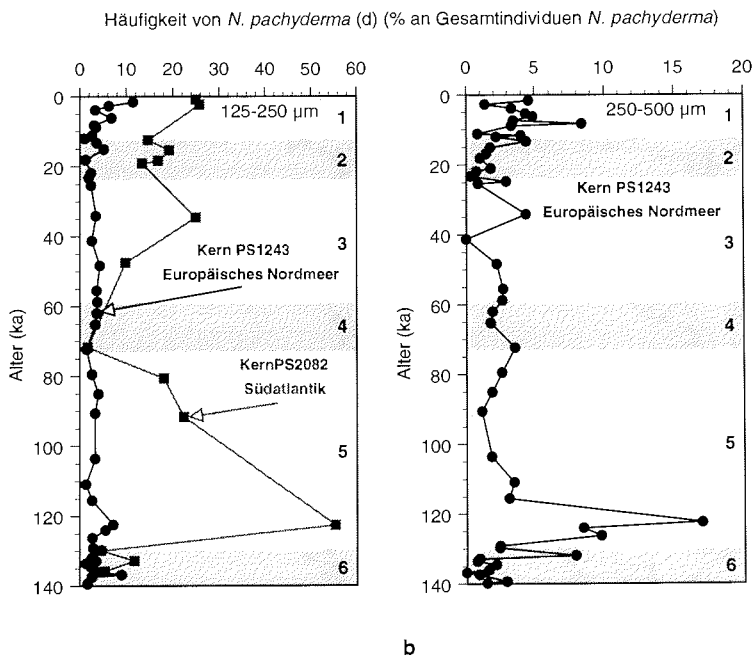 Häufigkeit von N. pachyderma (d) (% an Gesamtindividuen N. pachyderma)
0 10 20 30 40 50 60
0 5 10 15 20
125-250 µm
250-500 µm
Alter (ka)
0
20
40
60
80
100
120
140
1
2
3
4
5
6
Kern PS1243
Europäisches Nordmeer
KernPS2082
Südatlantik
Alter (ka)
0
20
40
60
80
100
120
140
1
2
3
4
5
6
Kern PS1243
Europäisches Nordmeer
b